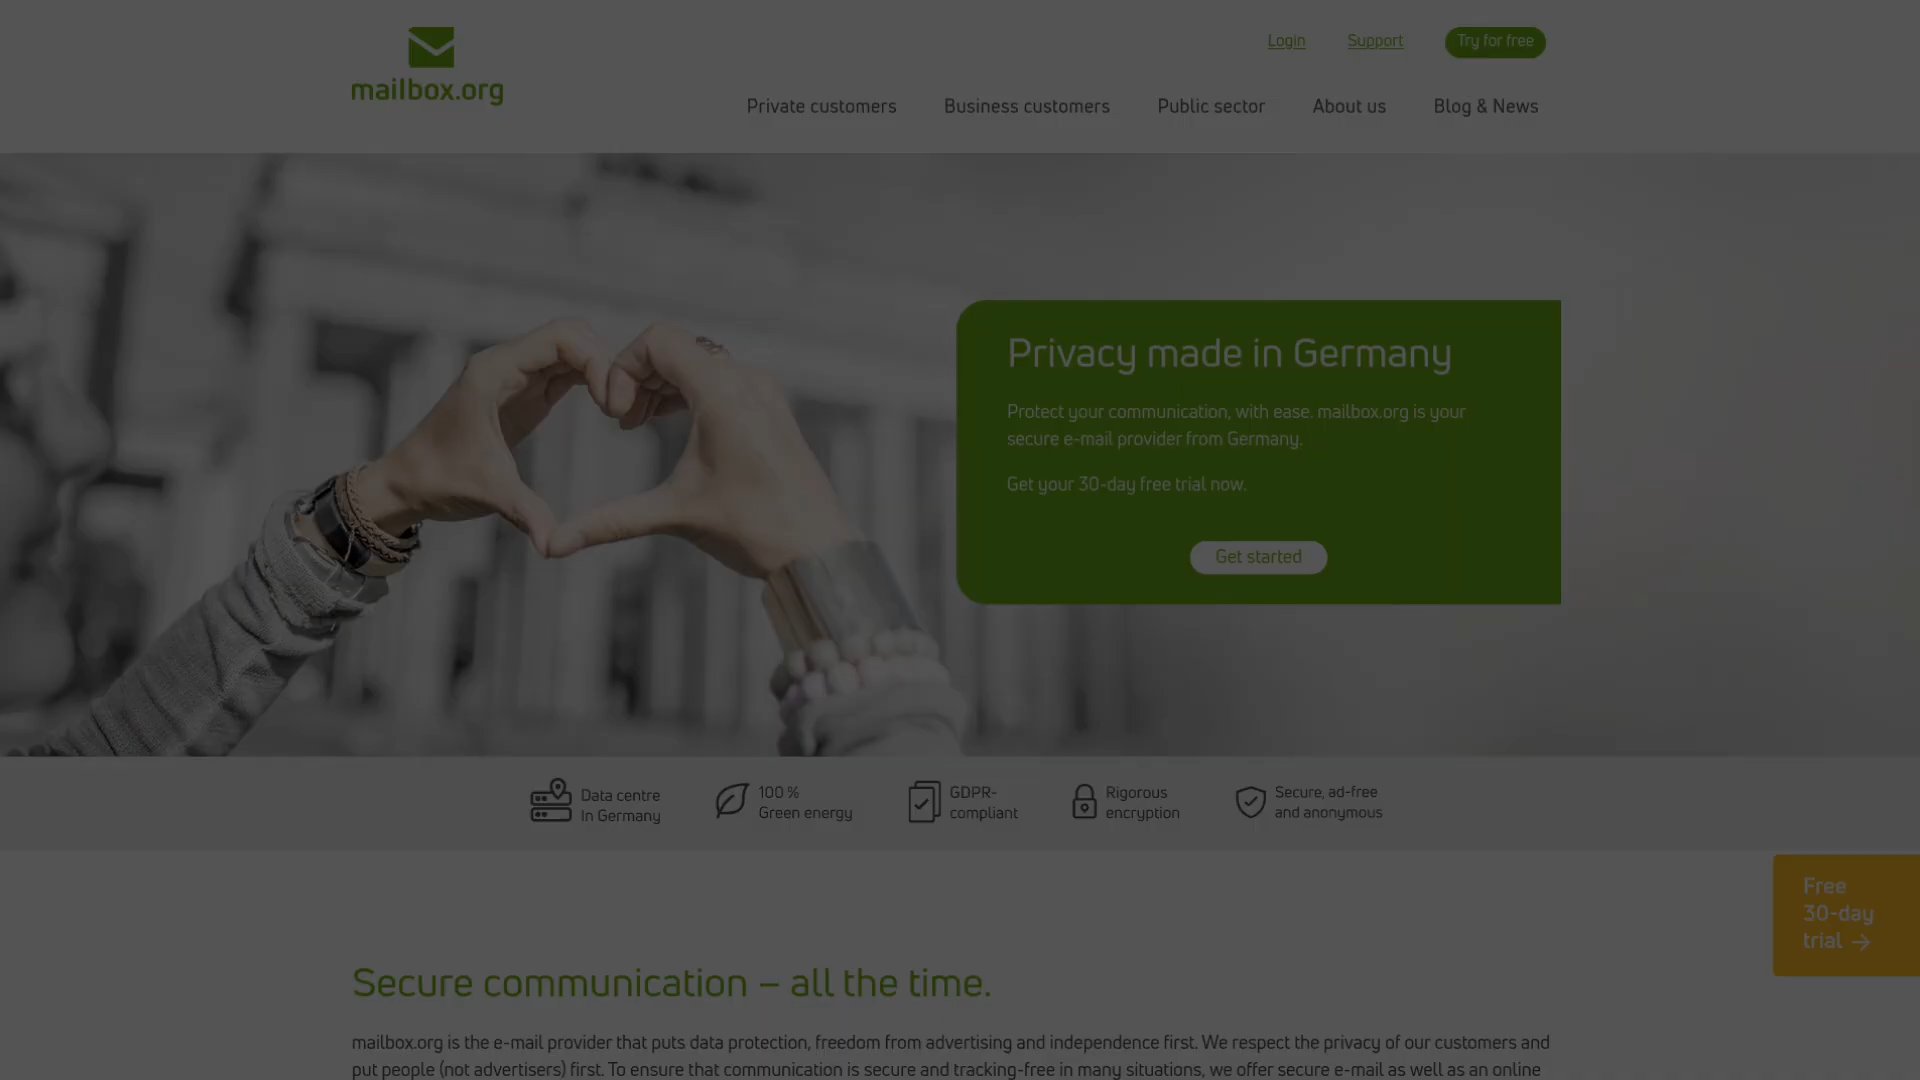 mailbox.org
Login
Support
Try for free
Private customers
Business customers
Public sector
About us
Blog & News
Privacy made in Germany
Protect your communication, with ease. mailbox.org is your
secure e-mail provider from Germany.
Get your 30-day free trial now.
Get started
Data centre
In Germany
100 %
Green energy
GDPR-
compliant
Rigorous
encryption
Secure, ad-free
and anonymous
Free
30-day
trial →
Secure communication – all the time.
mailbox.org is the e-mail provider that puts data protection, freedom from advertising and independence first. We respect the privacy of our customers and
put people (not advertisers) first. To ensure that communication is secure and tracking-free in many situations, we offer secure e-mail as well as an online